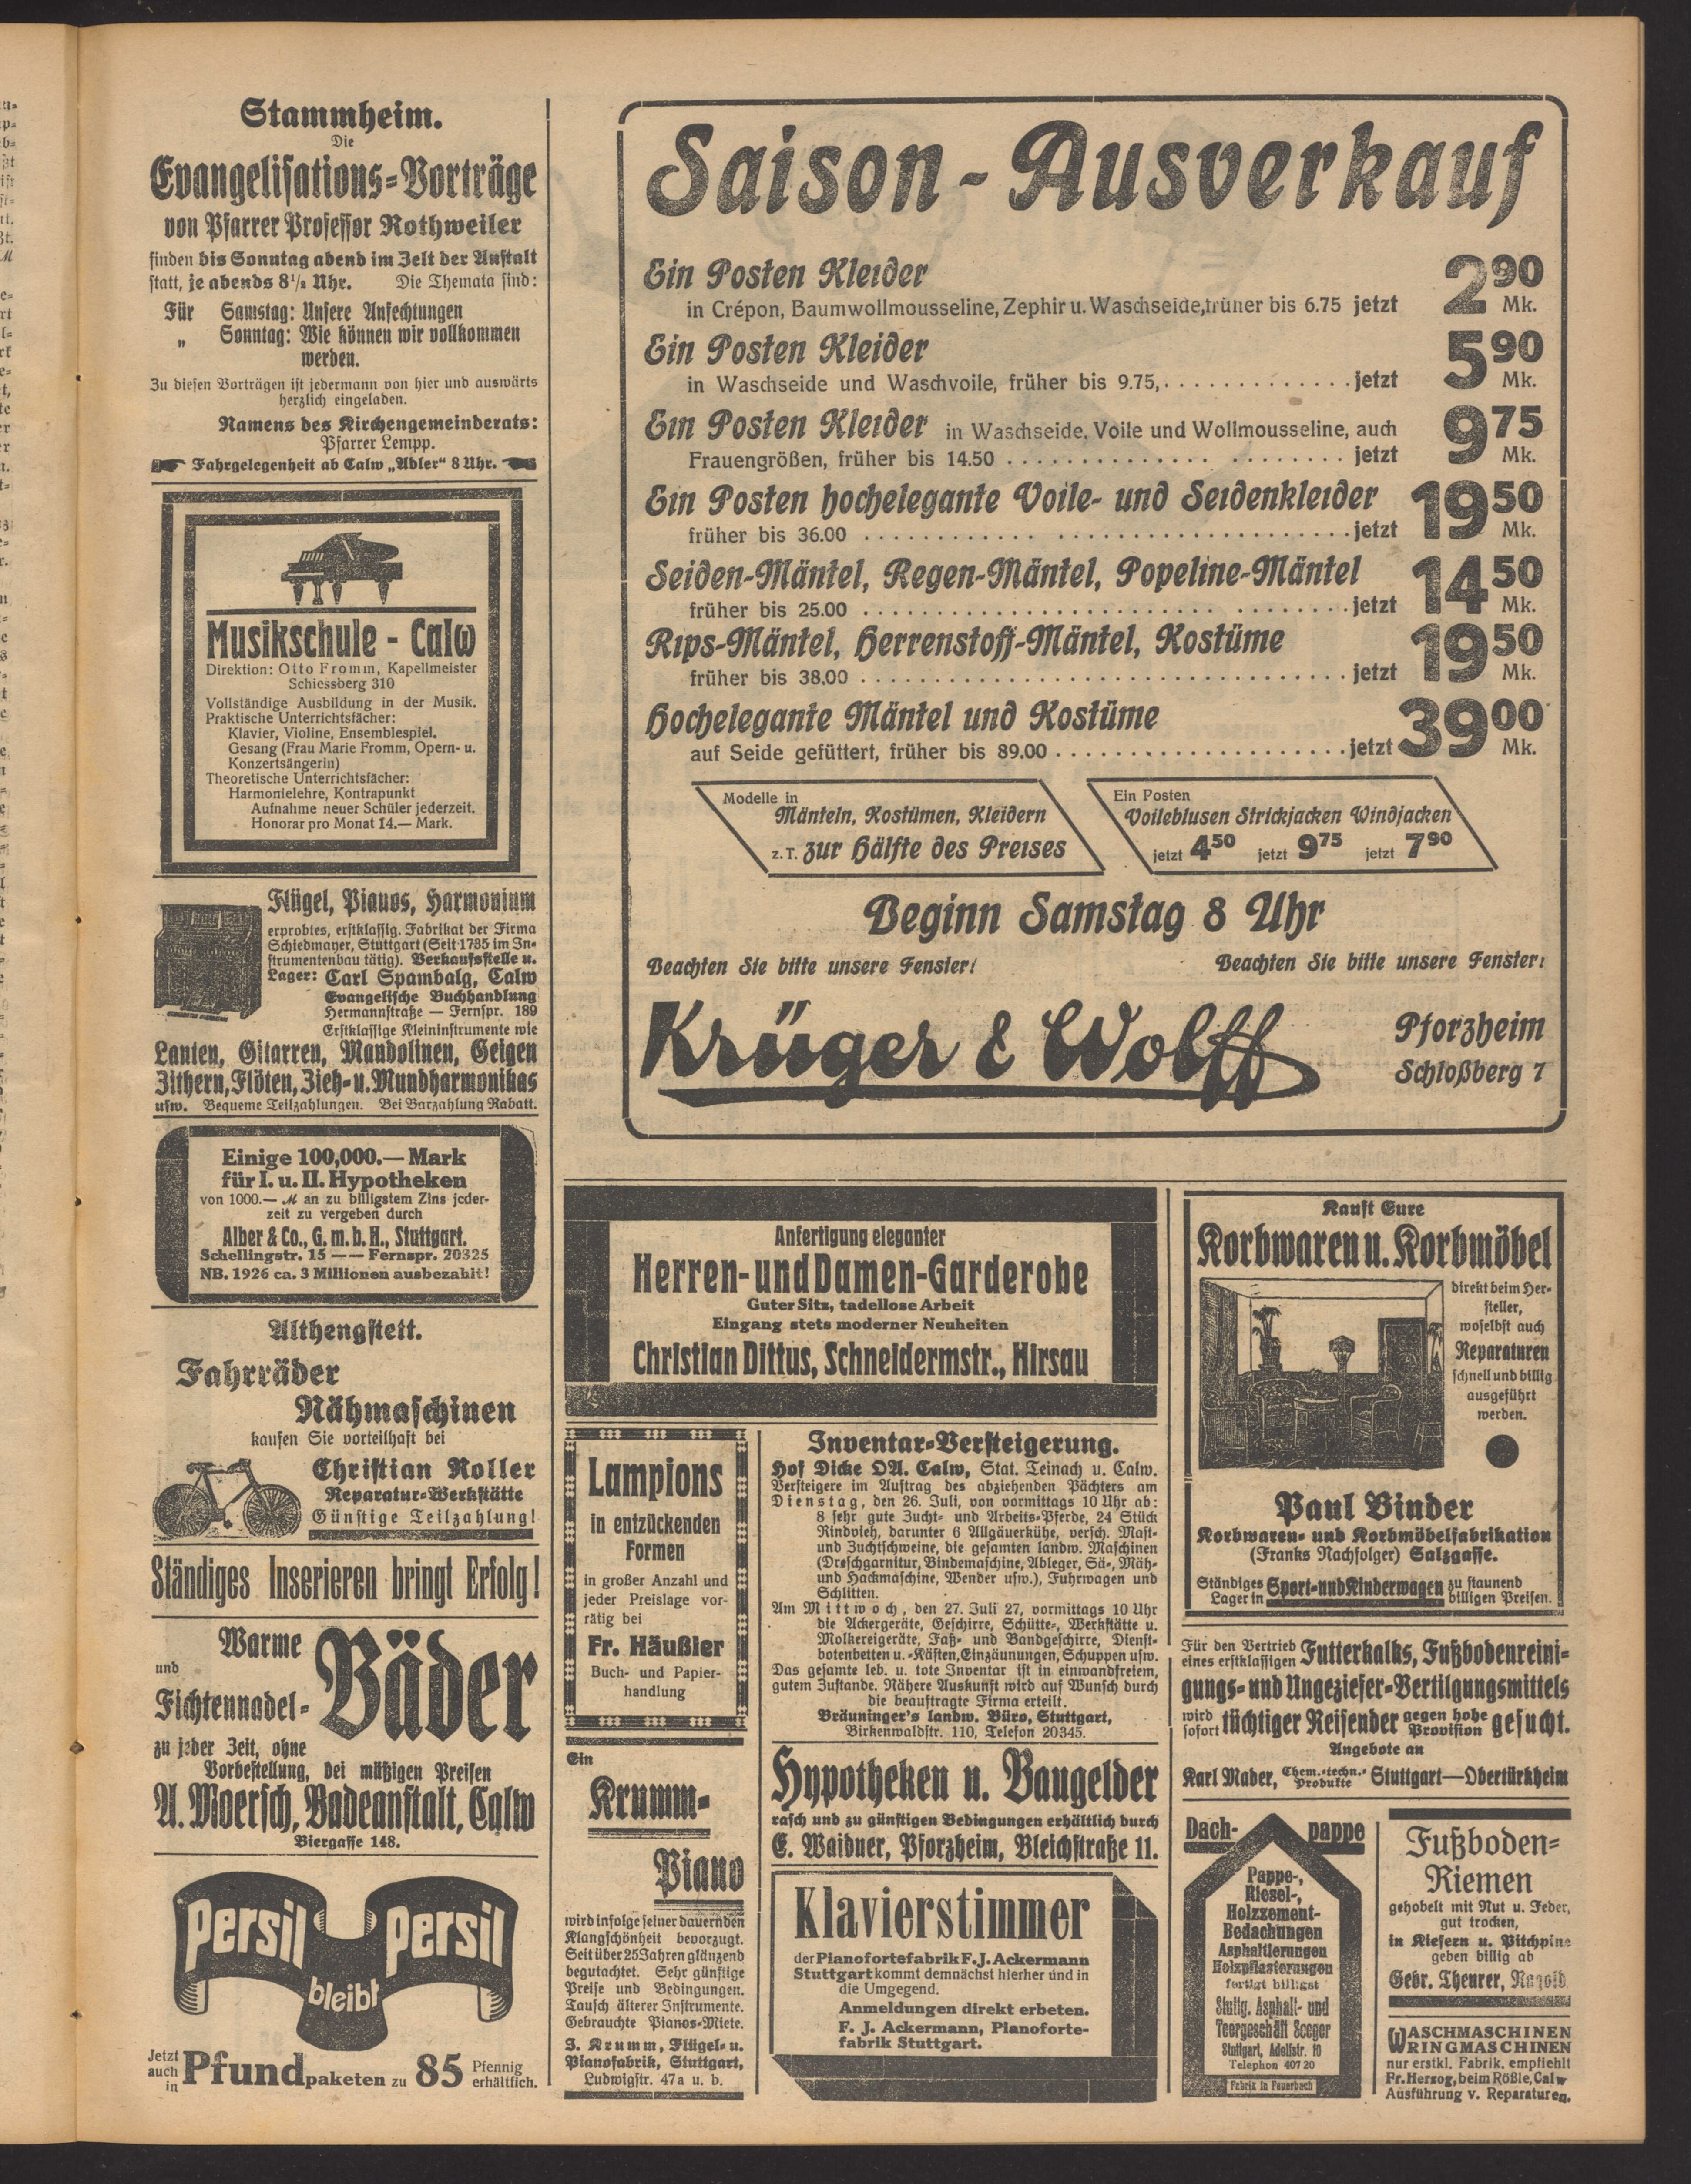 Stammheim.
Die
Evangelisations-Vorträge
von Pfarrer Professor Rothweiler
finden bis Sonntag abend im Zelt der Anstalt
statt, je abends 8½ Uhr. Die Themata sind:
Für Samstag: Unsere Anfechtungen
„ Sonntag: Wie können wir vollkommen
werden.
Zu diesen Vorträgen ist jedermann von hier und auswärts
herzlich eingeladen.
Namens des Kirchengemeinderats:
Pfarrer Lempp.
Fahrgelegenheit ab Calw „Adler“ 8 Uhr.
Musikschule - Calw
Direktion: Otto Fromm, Kapellmeister
Schiessberg 310
Vollständige Ausbildung in der Musik.
Praktische Unterrichtsfächer:
Klavier, Violine, Ensemblespiel.
Gesang (Frau Marie Fromm, Opern- u.
Konzertsängerin)
Theoretische Unterrichtsfächer:
Harmonielehre, Kontrapunkt
Aufnahme neuer Schüler jederzeit.
Honorar pro Monat 14.— Mark.
Flügel, Pianos, Harmonium
erprobtes, erstklassig. Fabrikat der Firma
Schiedmayer, Stuttgart (Seit 1735 im In-
strumentenbau tätig). Verkaufsstelle u.
Lager: Carl Spambalg, Calw
Evangelische Buchhandlung
Hermannstraße — Fernspr. 189
Erstklassige Kleininstrumente wie
Lauten, Gitarren, Mandolinen, Geigen
Zithern, Flöten, Zieh- u. Mundharmonikas
usw. Bequeme Teilzahlungen. Bei Barzahlung Rabatt.
Einige 100,000.— Mark
für I. u. II. Hypotheken
von 1000.— M an zu billigstem Zins jeder-
zeit zu vergeben durch
Alber & Co., G. m. b. H., Stuttgart.
Schellingstr. 15 —— Fernspr. 20325
NB. 1926 ca. 3 Millionen ausbezahlt!
Althengstett.
Fahrräder
Nähmaschinen
kaufen Sie vorteilhaft bei
Christian Roller
Reparatur-Werkstätte
Günstige Teilzahlung!
Ständiges Inserieren bringt Erfolg!
Warme
und
Fichtennadel-
Bäder
zu jeder Zeit, ohne
Vorbestellung, bei mäßigen Preisen
A. Moersch, Badeanstalt, Calw
Biergasse 148.
Persil bleibt Persil
Jetzt auch in Pfundpaketen zu 85 Pfennig erhältlich.
Saison-Ausverkauf
Ein Posten Kleider 2 90
in Crépon, Baumwollmousseline, Zephir u. Waschseide, früher bis 6.75 jetzt Mk.
Ein Posten Kleider 5 90
in Waschseide und Waschvoile, früher bis 9.75, . . . . . . . . . . . . . jetzt Mk.
Ein Posten Kleider in Waschseide, Voile und Wollmousseline, auch 9 75
Frauengrößen, früher bis 14.50 . . . . . . . . . . . . . . . . . . . . . . . jetzt Mk.
Ein Posten hochelegante Voile- und Seidenkleider 19 50
früher bis 36.00 . . . . . . . . . . . . . . . . . . . . . . . . . . . . . . . . jetzt Mk.
Seiden-Mäntel, Regen-Mäntel, Popeline-Mäntel 14 50
früher bis 25.00 . . . . . . . . . . . . . . . . . . . . . . . . . . . . . . . . jetzt Mk.
Rips-Mäntel, Herrenstoff-Mäntel, Kostüme 19 50
früher bis 38.00 . . . . . . . . . . . . . . . . . . . . . . . . . . . . . . . . jetzt Mk.
Hochelegante Mäntel und Kostüme 39 00
auf Seide gefüttert, früher bis 89.00 . . . . . . . . . . . . . . . . . . . . jetzt Mk.
Modelle in
Mänteln, Kostümen, Kleidern
z. T. zur Hälfte des Preises
Ein Posten
Voileblusen Strickjacken Windjacken
jetzt 4 50 jetzt 9 75 jetzt 7 90
Beginn Samstag 8 Uhr
Beachten Sie bitte unsere Fenster! Beachten Sie bitte unsere Fenster!
Krüger & Wolff
Pforzheim
Schloßberg 7
Anfertigung eleganter
Herren- und Damen-Garderobe
Guter Sitz, tadellose Arbeit
Eingang stets moderner Neuheiten
Christian Dittus, Schneidermstr., Hirsau
Lampions
in entzückenden
Formen
in großer Anzahl und
jeder Preislage vor-
rätig bei
Fr. Häußler
Buch- und Papier-
handlung
Ein
Krumm-
Piano
wird infolge seiner dauernden
Klangschönheit bevorzugt.
Seit über 25 Jahren glänzend
begutachtet. Sehr günstige
Preise und Bedingungen.
Tausch älterer Instrumente.
Gebrauchte Pianos-Miete.
J. Krumm, Flügel- u.
Pianofabrik, Stuttgart,
Ludwigstr. 47a u. b.
Inventar-Versteigerung.
Hof Dicke OA. Calw, Stat. Teinach u. Calw.
Versteigere im Auftrag des abziehenden Pächters am
Dienstag, den 26. Juli, von vormittags 10 Uhr ab:
8 sehr gute Zucht- und Arbeits-Pferde, 24 Stück
Rindvieh, darunter 6 Allgäuerkühe, versch. Mast-
und Zuchtschweine, die gesamten landw. Maschinen
(Dreschgarnitur, Bindemaschine, Ableger, Sä-, Mäh-
und Hackmaschine, Wender usw.), Fuhrwagen und
Schlitten.
Am Mittwoch, den 27. Juli 27, vormittags 10 Uhr
die Ackergeräte, Geschirre, Schütte-, Werkstätte u.
Molkereigeräte, Faß- und Bandgeschirre, Dienst-
botenbetten u. -Kästen, Einzäunungen, Schuppen usw.
Das gesamte leb. u. tote Inventar ist in einwandfreiem,
gutem Zustande. Nähere Auskunft wird auf Wunsch durch
die beauftragte Firma erteilt.
Bräuninger's landw. Büro, Stuttgart,
Birkenwaldstr. 110, Telefon 20345.
Hypotheken u. Baugelder
rasch und zu günstigen Bedingungen erhältlich durch
E. Waidner, Pforzheim, Bleichstraße 11.
Klavierstimmer
der Pianofortefabrik F. J. Ackermann
Stuttgart kommt demnächst hierher und in
die Umgegend.
Anmeldungen direkt erbeten.
F. J. Ackermann, Pianoforte-
fabrik Stuttgart.
Kauft Eure
Korbwaren u. Korbmöbel
direkt beim Her-
steller,
woselbst auch
Reparaturen
schnell und billig
ausgeführt
werden.
Paul Binder
Korbwaren- und Korbmöbelfabrikation
(Franks Nachfolger) Salzgasse.
Ständiges Lager in Sport- und Kinderwagen zu staunend billigen Preisen.
Für den Vertrieb eines erstklassigen Futterkalks, Fußbodenreini-
gungs- und Ungeziefer-Vertilgungsmittels
wird sofort tüchtiger Reisender gegen hohe Provision gesucht.
Angebote an
Karl Mader, Chem.-techn.-Produkte Stuttgart—Obertürkheim
Dach-pappe
Pappe-,
Riesel-,
Holzzement-
Bedachungen
Asphaltierungen
Holzpflasterungen
fertigt billigst
Stuttg. Asphalt- und
Teergeschäft Seeger
Stuttgart, Adolfstr. 10
Telephon 407 20
Fabrik in Feuerbach
Fußboden-
Riemen
gehobelt mit Nut u. Feder,
gut trocken,
in Kiefern u. Pitchpine
geben billig ab
Gebr. Theurer, Nagold
WASCHMASCHINEN
WRINGMASCHINEN
nur erstkl. Fabrik. empfiehlt
Fr. Herzog, beim Rößle, Calw
Ausführung v. Reparaturen.